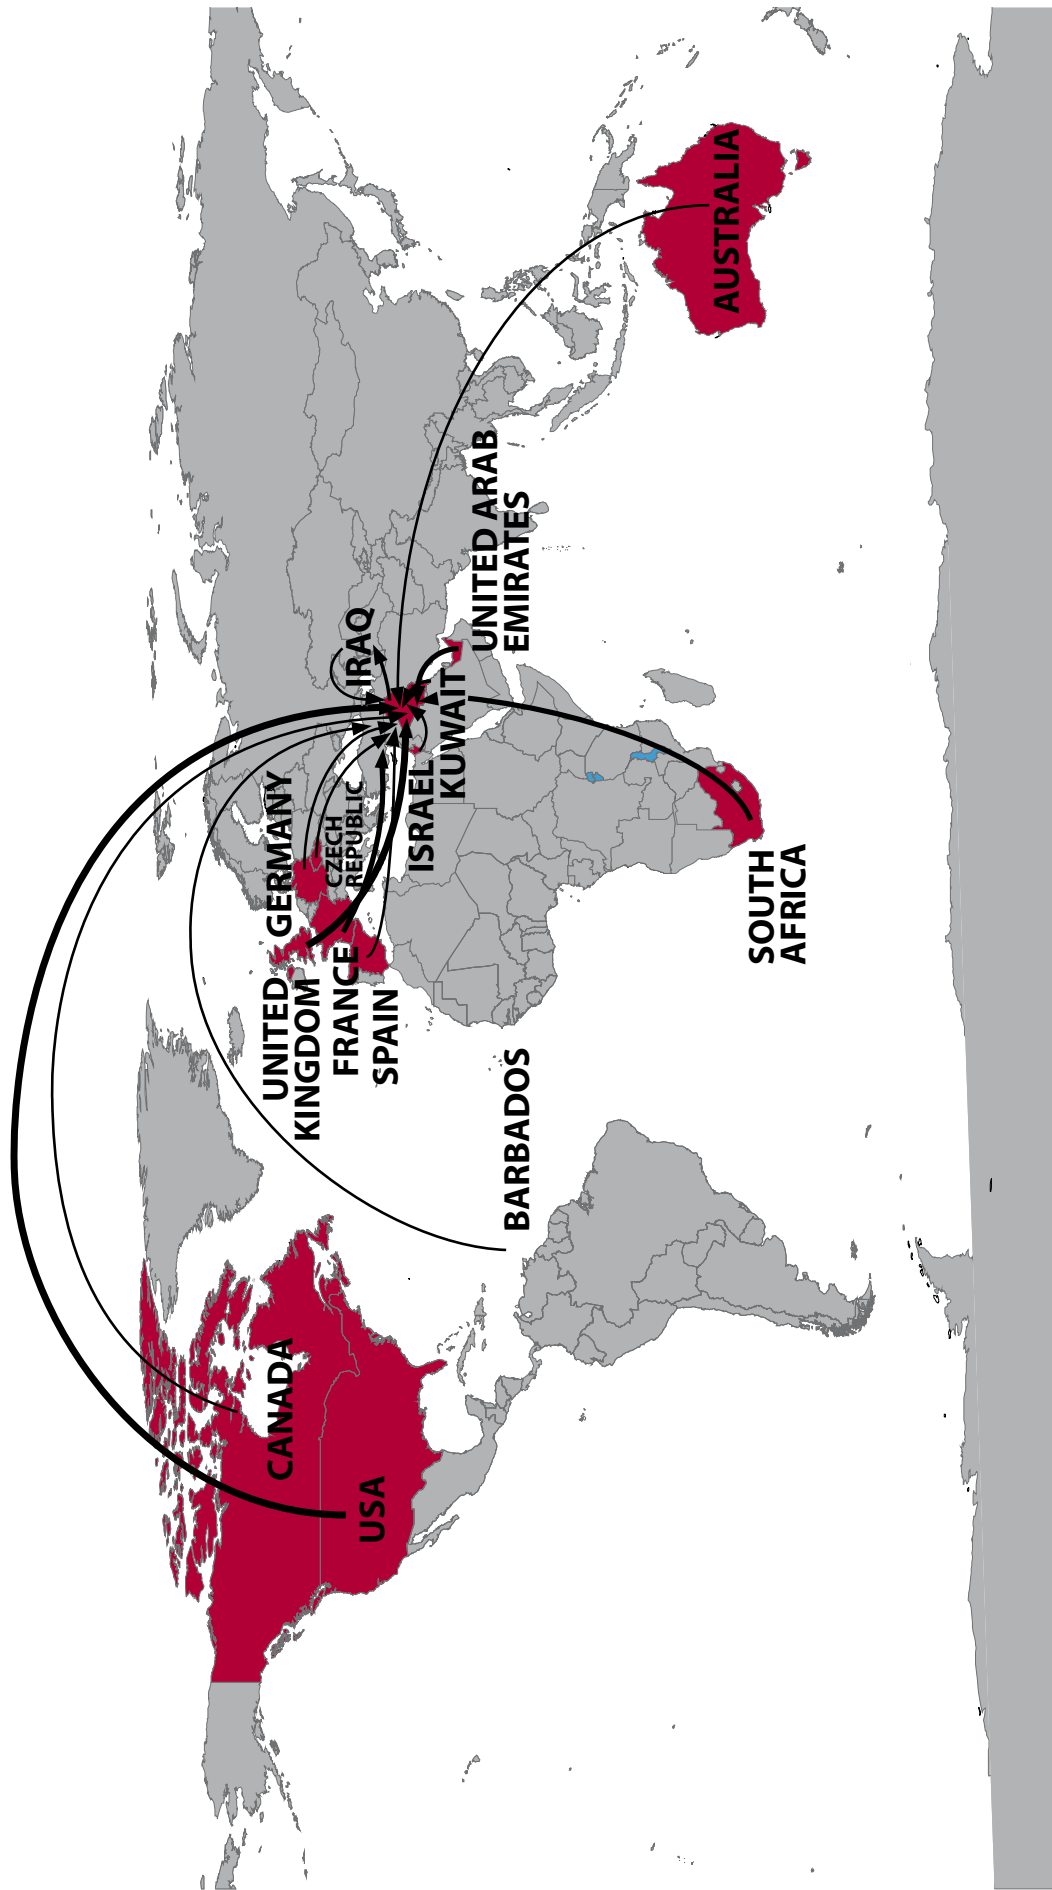 CANADA
USA
BARBADOS
UNITED
KINGDOM
FRANCE
SPAIN
GERMANY
CZECH
REPUBLIC
ISRAEL
KUWAIT
IRAQ
UNITED ARAB
EMIRATES
SOUTH
AFRICA
AUSTRALIA